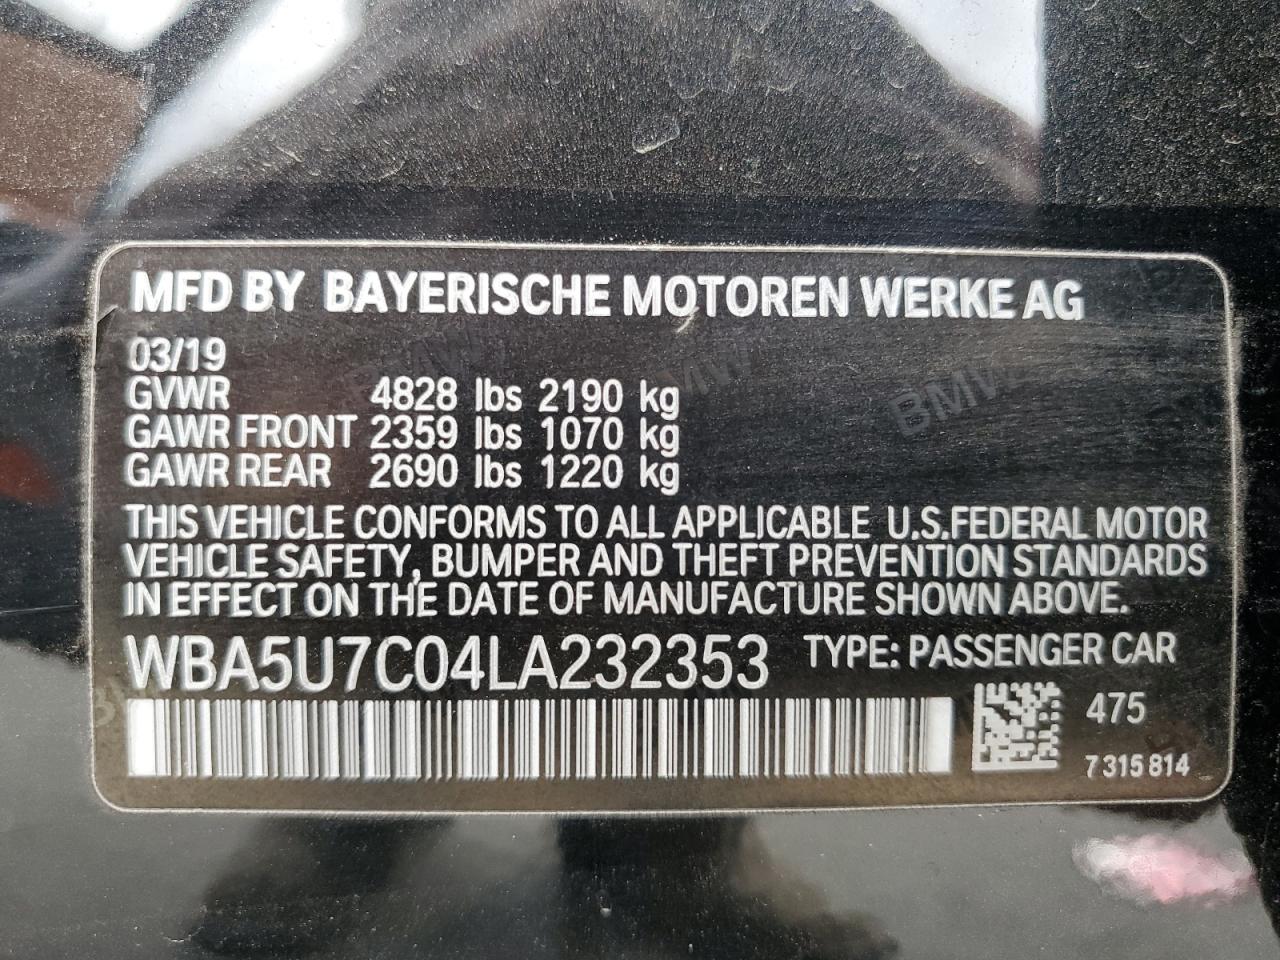 MFD BY BAYERISCHE MOTOREN WERKE AG
03/19
GVWR 4828 lbs 2190 kg
GAWR FRONT 2359 lbs 1070 kg
GAWR REAR 2690 lbs 1220 kg
THIS VEHICLE CONFORMS TO ALL APPLICABLE U.S.FEDERAL MOTOR
VEHICLE SAFETY, BUMPER AND THEFT PREVENTION STANDARDS
IN EFFECT ON THE DATE OF MANUFACTURE SHOWN ABOVE.
WBA5U7C04LA232353 TYPE: PASSENGER CAR
475
7 315 814
BMW
BMW
BMW